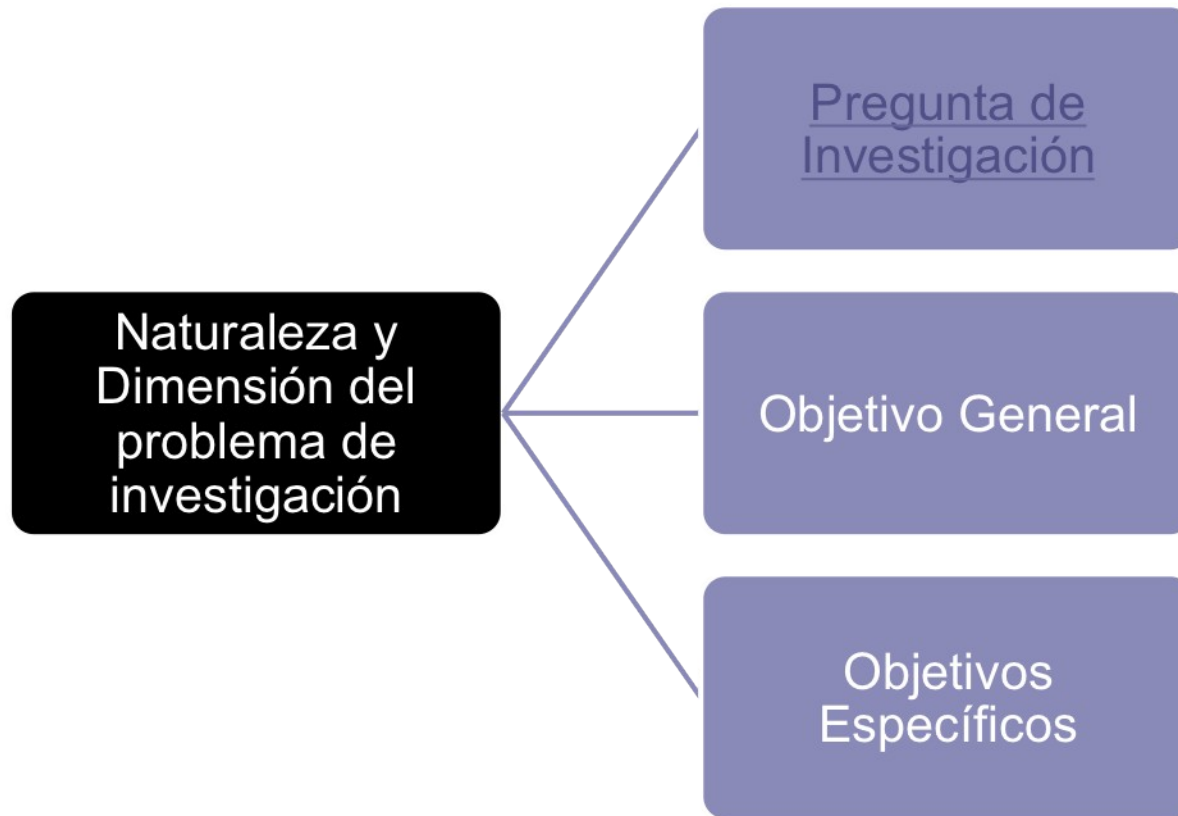 Pregunta de
Investigación
Naturaleza y
Dimensión del
problema de
investigación
Objetivo General
Objetivos
Específicos